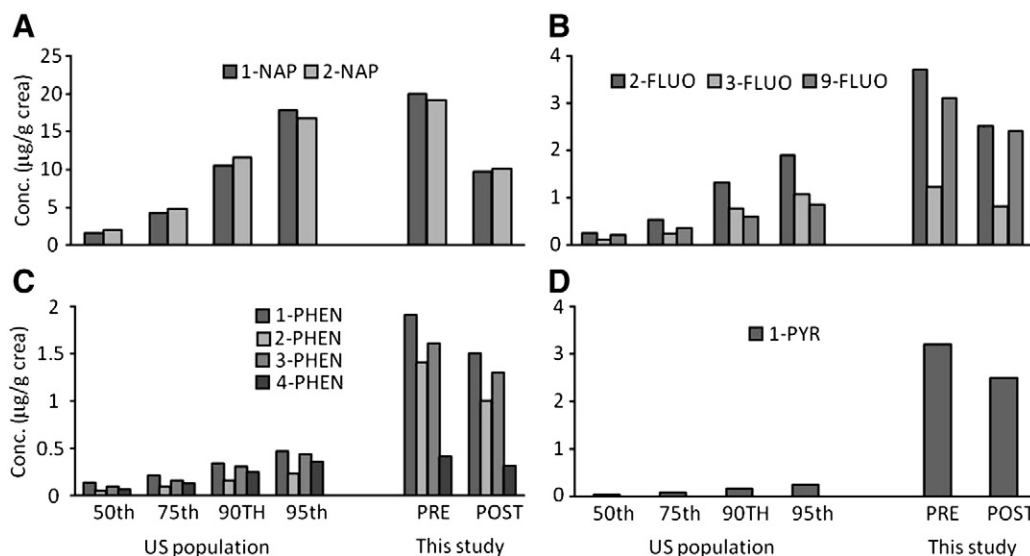 A
25
20
15
10
5
0
Conc. (µg/g crea)
1-NAP 2-NAP
B
4
3
2
1
0
2-FLUO 3-FLUO 9-FLUO
C
2
1.5
1
0.5
0
Conc. (µg/g crea)
1-PHEN
2-PHEN
3-PHEN
4-PHEN
50th 75th 90TH 95th PRE POST
US population This study
D
4
3
2
1
0
1-PYR
50th 75th 90TH 95th PRE POST
US population This study